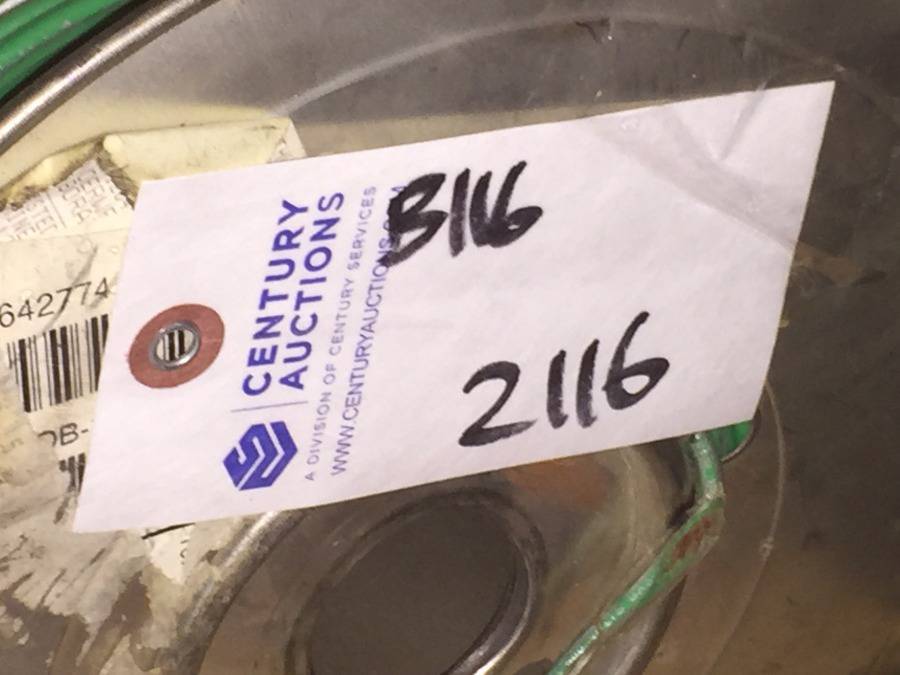 B116
2116
CENTURY
AUCTIONS
A DIVISION OF CENTURY SERVICES
WWW.CENTURYAUCTIONS.COM
642774